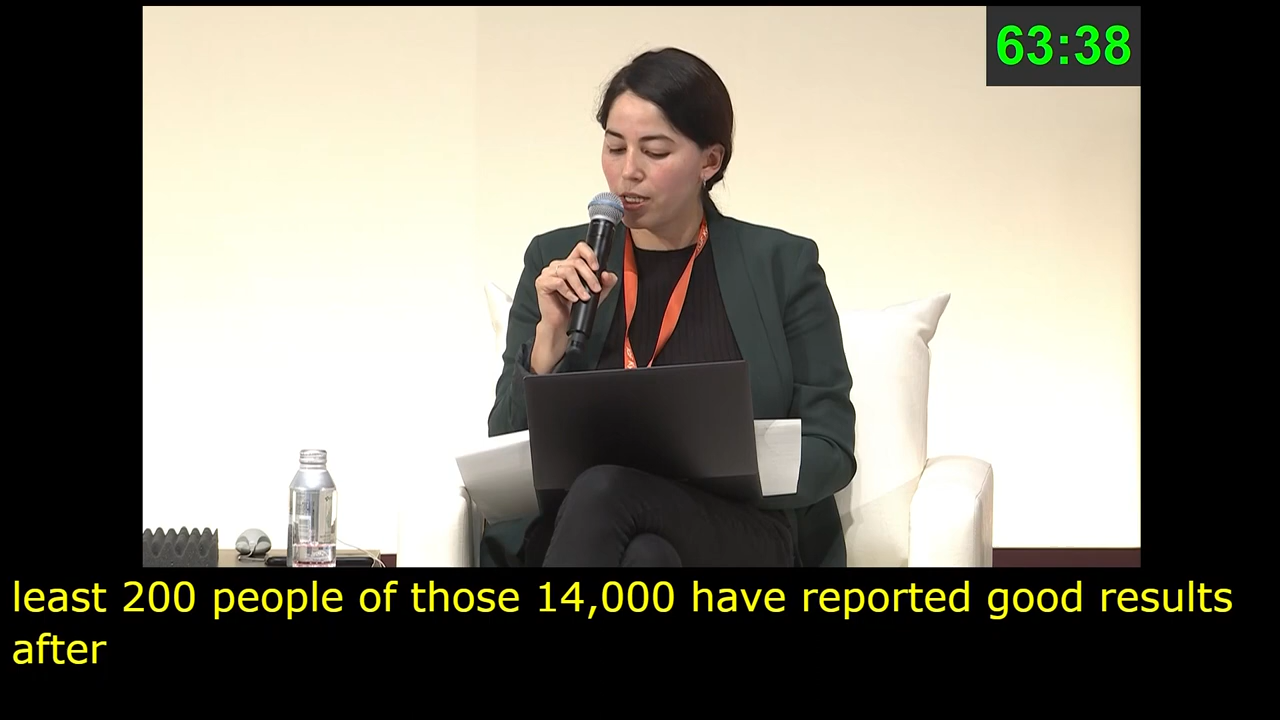 63:38
least 200 people of those 14,000 have reported good results
after